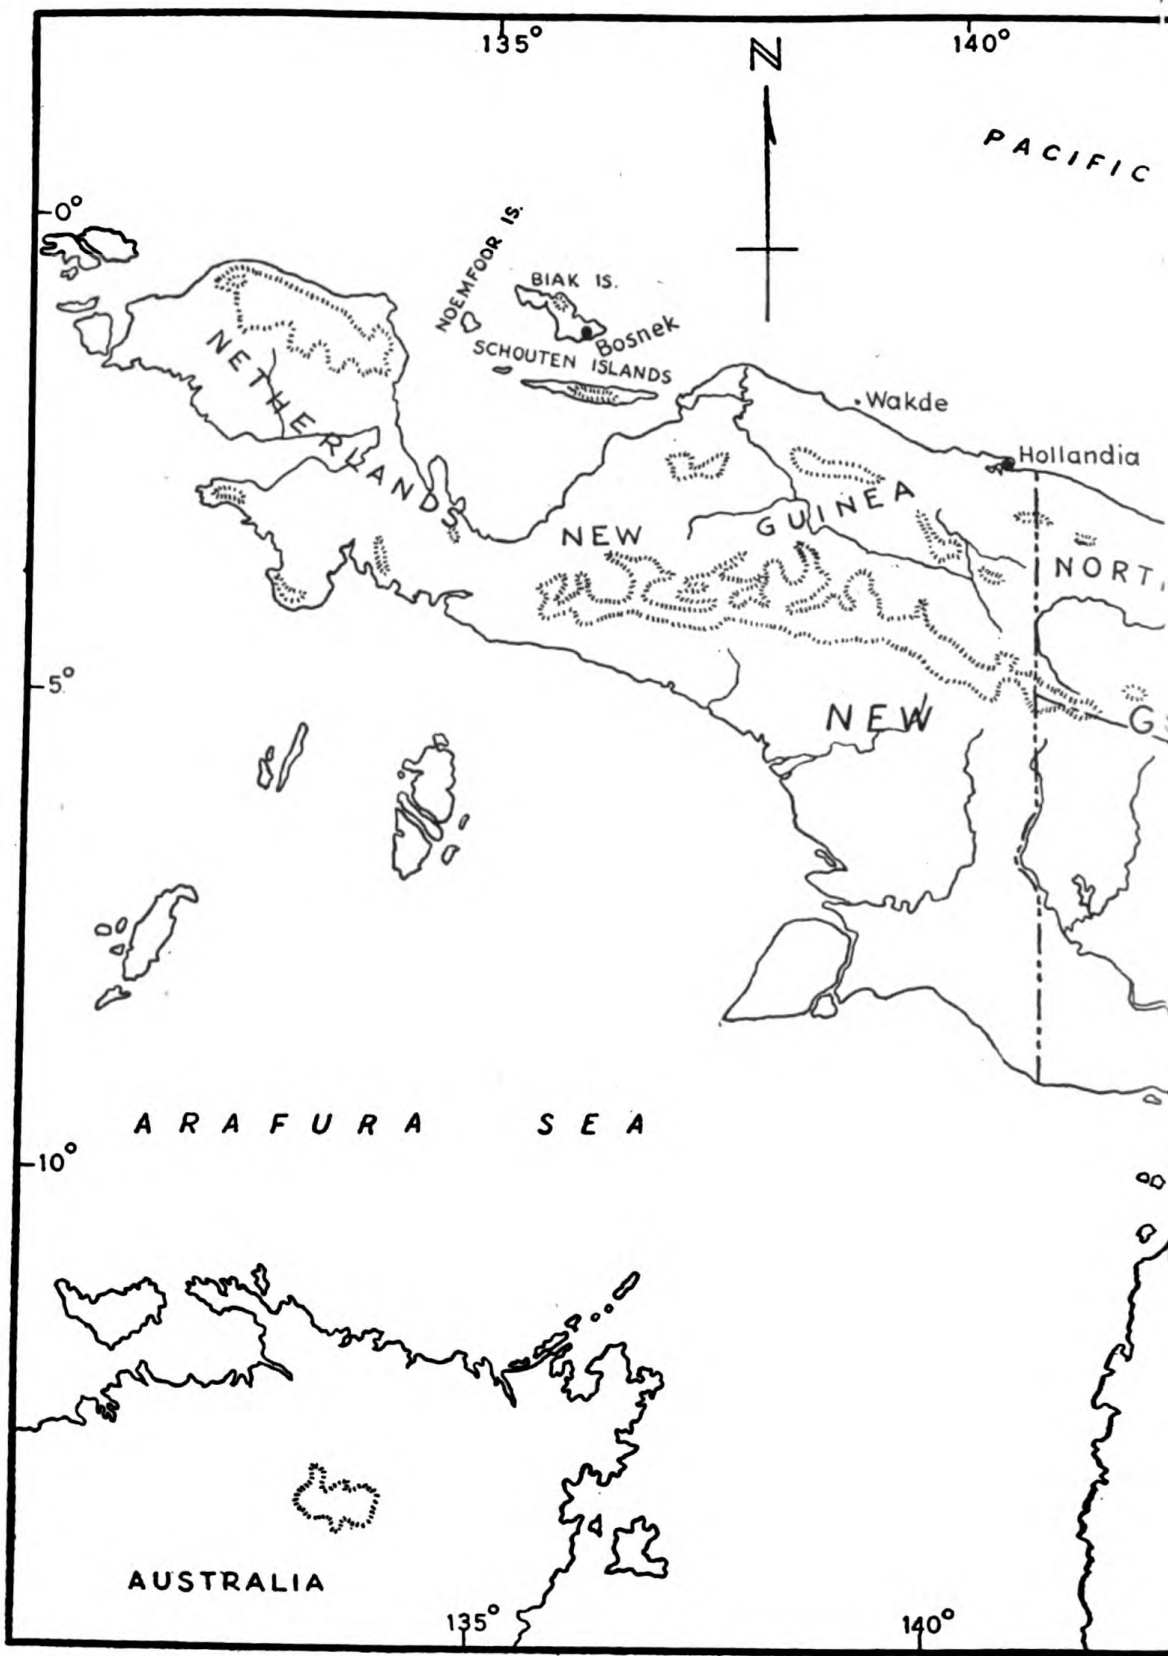 135°
140°
N
PACIFIC
0°
NOEMFOOR IS.
BIAK IS.
Bosnek
SCHOUTEN ISLANDS
NETHERLANDS
Wakde
Hollandia
NEW GUINEA
NORT
5°
NEW
G
ARAFURA SEA
10°
AUSTRALIA
135°
140°